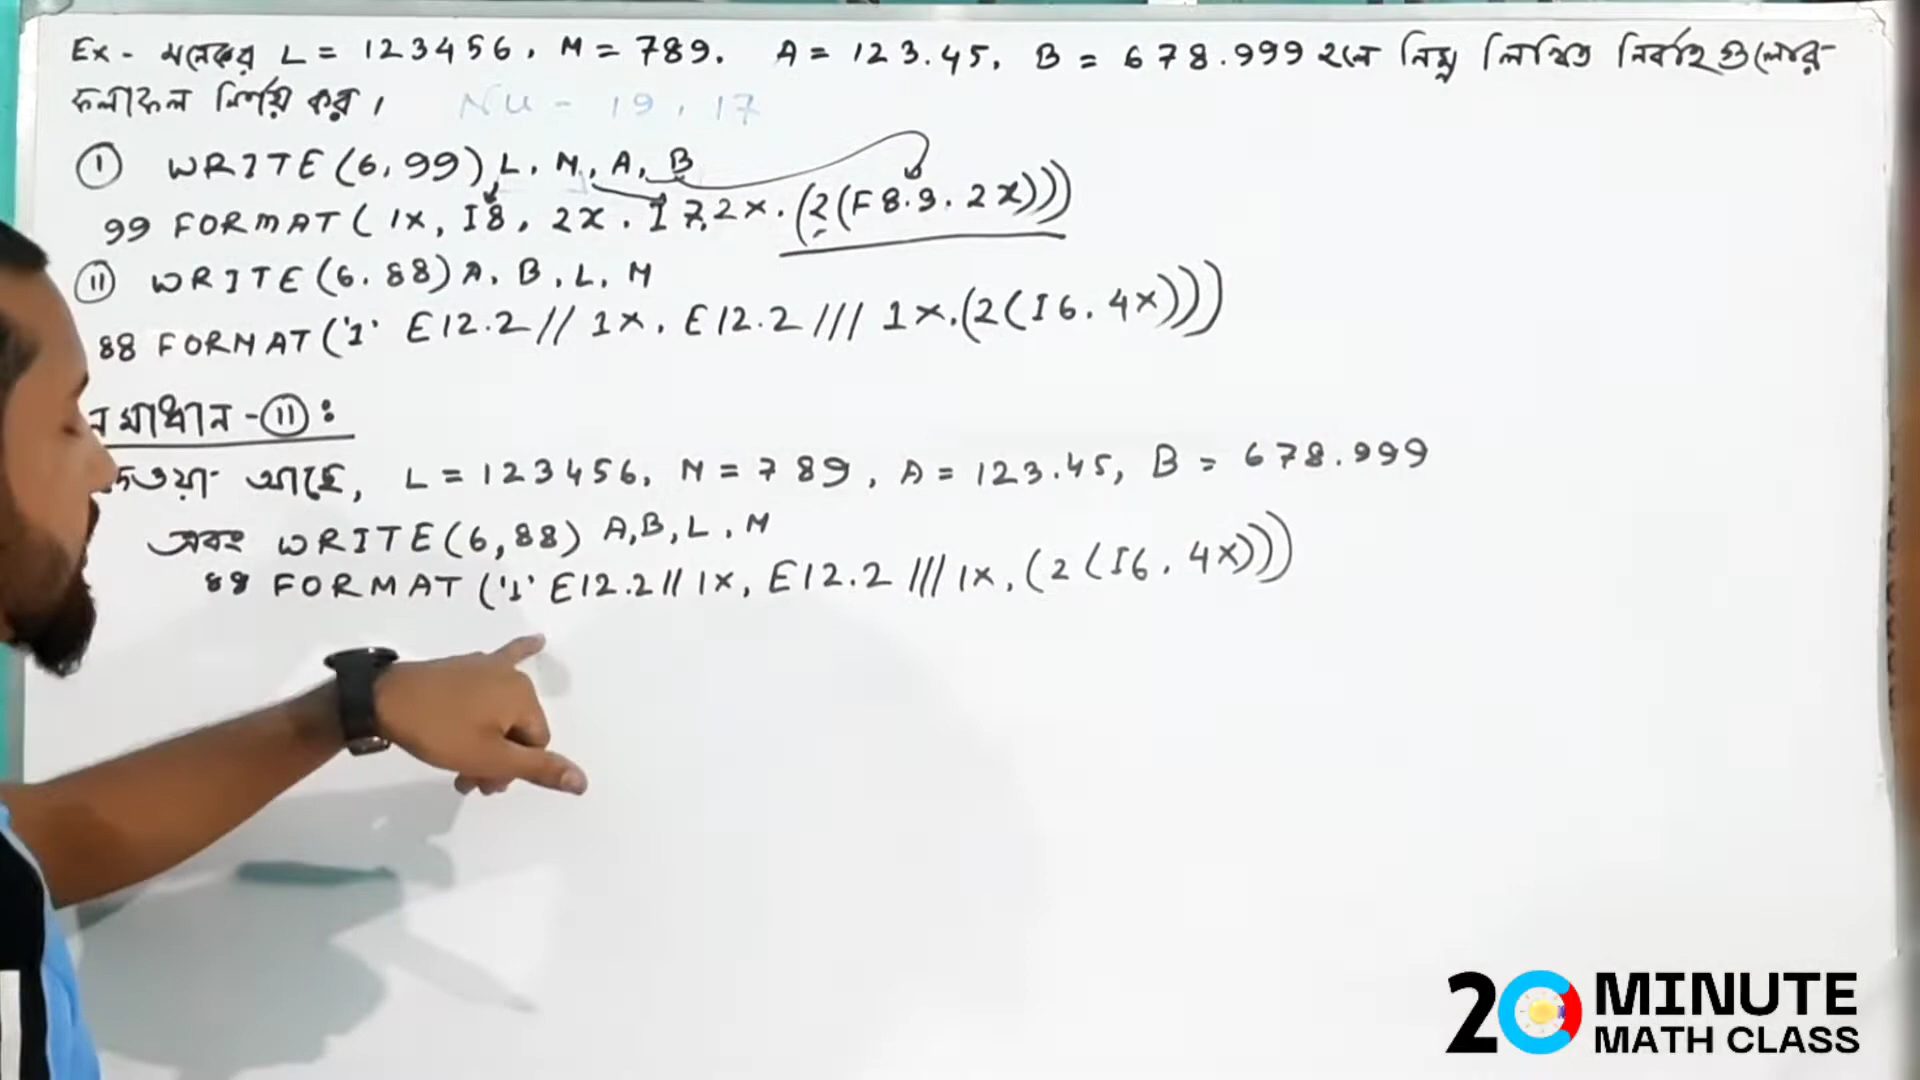 Ex - মনেকর L = 123456, M = 789. A = 123.45, B = 678.999 হলে নিম্ন লিখিত নির্বাহ গুলোর-
ফলাফল নির্ণয় কর।  NU - 19, 17
(I) WRITE(6,99) L, M, A, B
99 FORMAT( 1X, I8, 2X, I7, 2X, (2(F8.3, 2X)))
(II) WRITE(6.88) A, B, L, M
88 FORMAT('1' E12.2// 1X, E12.2/// 1X,(2(I6, 4X)))
সমাধান -(II) :
দেওয়া আছে, L = 123456, M = 789, A = 123.45, B = 678.999
এবং WRITE(6,88) A,B,L,M
88 FORMAT('1' E12.2// 1X, E12.2 /// 1X, (2(I6, 4X)))
20 MINUTE
MATH CLASS